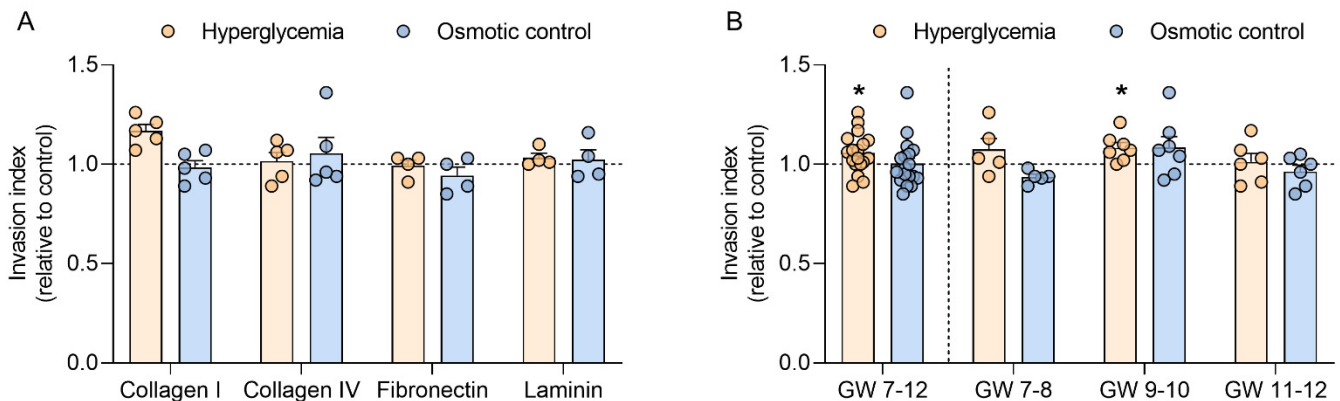 A
Hyperglycemia
Osmotic control
Invasion index
(relative to control)
1.5
1.0
0.5
0.0
Collagen I
Collagen IV
Fibronectin
Laminin
B
Hyperglycemia
Osmotic control
Invasion index
(relative to control)
1.5
1.0
0.5
0.0
*
*
GW 7-12
GW 7-8
GW 9-10
GW 11-12